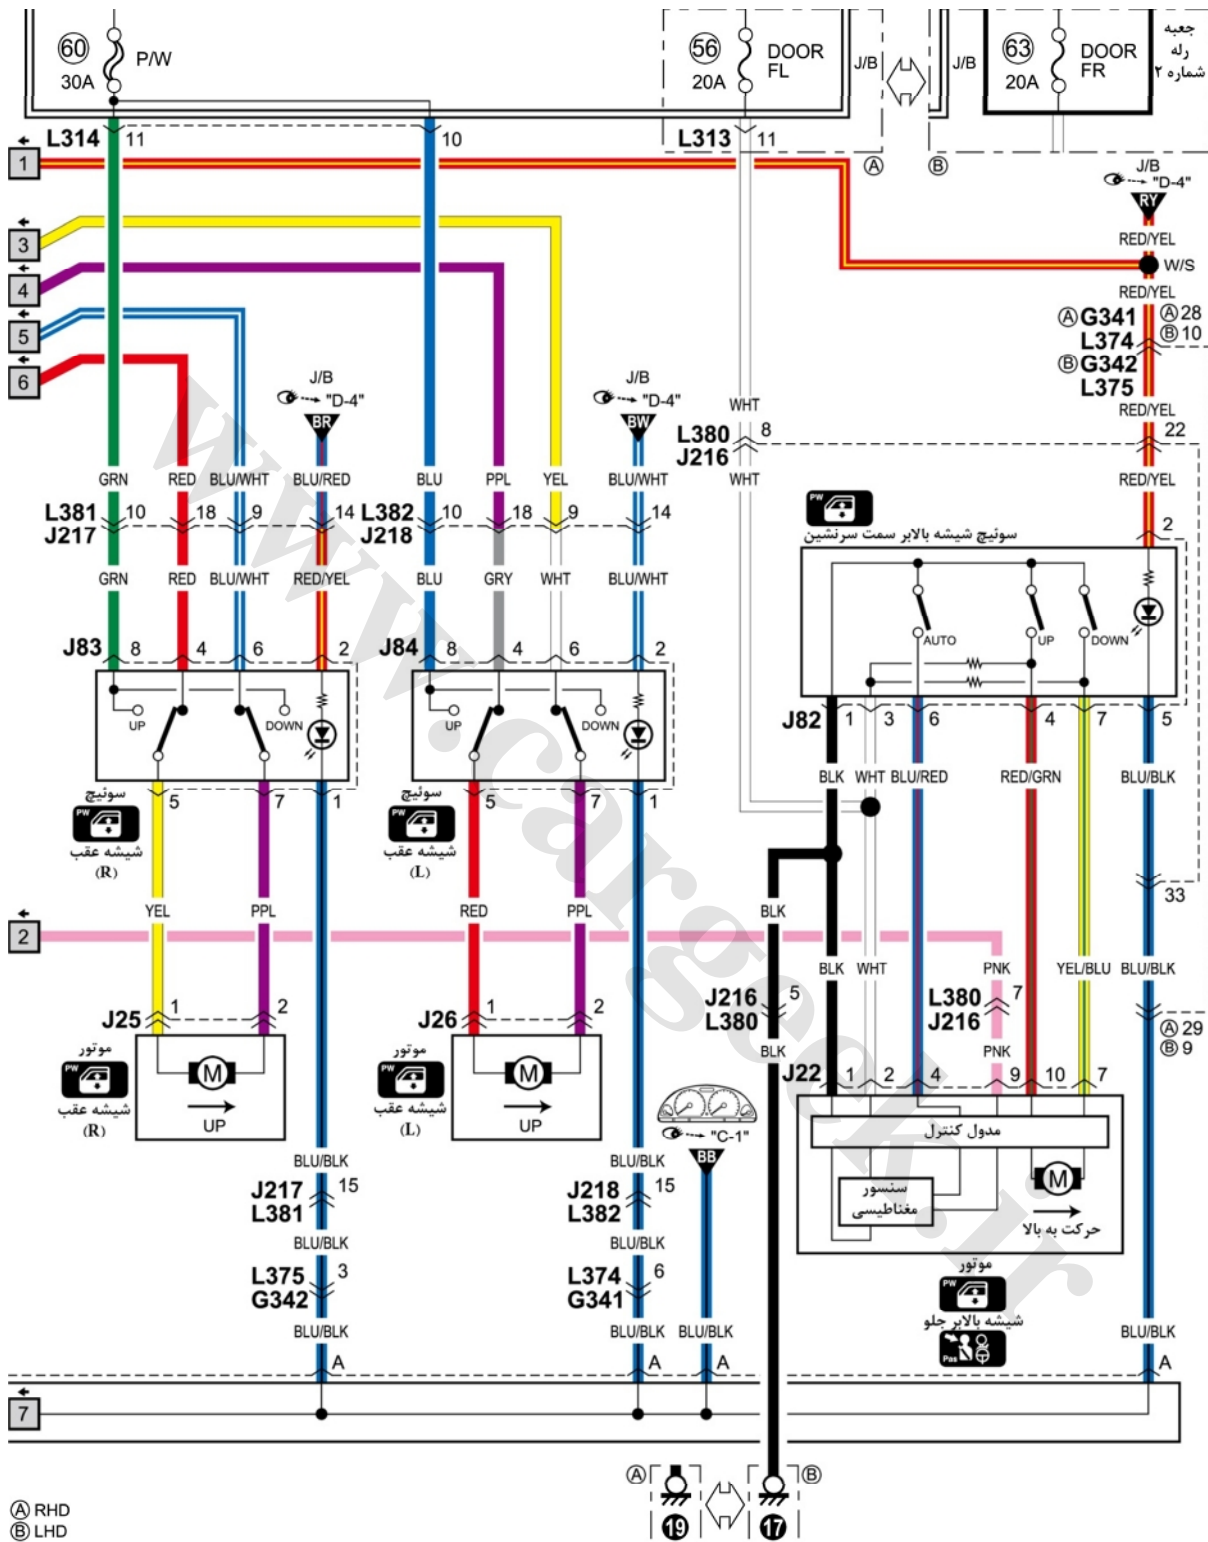 60
30A
P/W
56
20A
DOOR
FL
J/B
J/B
63
20A
DOOR
FR
جعبه
رله
شماره ۲
L314
11
10
L313
11
A
B
1
3
4
5
6
J/B
"D-4"
RY
RED/YEL
W/S
RED/YEL
A G341
A 28
L374
B 10
B G342
L375
RED/YEL
J/B
"D-4"
BR
J/B
"D-4"
BW
WHT
L380
8
J216
22
GRN
RED
BLU/WHT
BLU/RED
BLU
PPL
YEL
BLU/WHT
WHT
RED/YEL
L381
J217
10
18
9
14
L382
J218
10
18
9
14
PW
سوئیچ شیشه بالابر سمت سرنشین
2
GRN
RED
BLU/WHT
RED/YEL
BLU
GRY
WHT
BLU/WHT
J83
8
4
6
2
J84
8
4
6
2
AUTO
UP
DOWN
UP
DOWN
UP
DOWN
J82
1
3
6
4
7
5
BLK
WHT
BLU/RED
RED/GRN
BLU/BLK
5
7
1
5
7
1
سوئیچ
PW
شیشه عقب
(R)
سوئیچ
PW
شیشه عقب
(L)
33
YEL
PPL
RED
PPL
BLK
2
BLK
WHT
PNK
YEL/BLU
BLU/BLK
J216
5
L380
L380
7
J216
J25
1
2
J26
1
2
A 29
B 9
BLK
PNK
موتور
PW
شیشه عقب
(R)
M
UP
موتور
PW
شیشه عقب
(L)
M
UP
J22
1
2
4
9
10
7
"C-1"
BB
مدول کنترل
سنسور
مغناطیسی
M
حرکت به بالا
BLU/BLK
BLU/BLK
J217
15
L381
J218
15
L382
BLU/BLK
BLU/BLK
موتور
PW
شیشه بالابر جلو
Pas
L375
3
G342
L374
6
G341
BLU/BLK
BLU/BLK
BLU/BLK
BLU/BLK
A
A
A
A
7
A
B
19
17
A RHD
B LHD
www.cargeek.ir